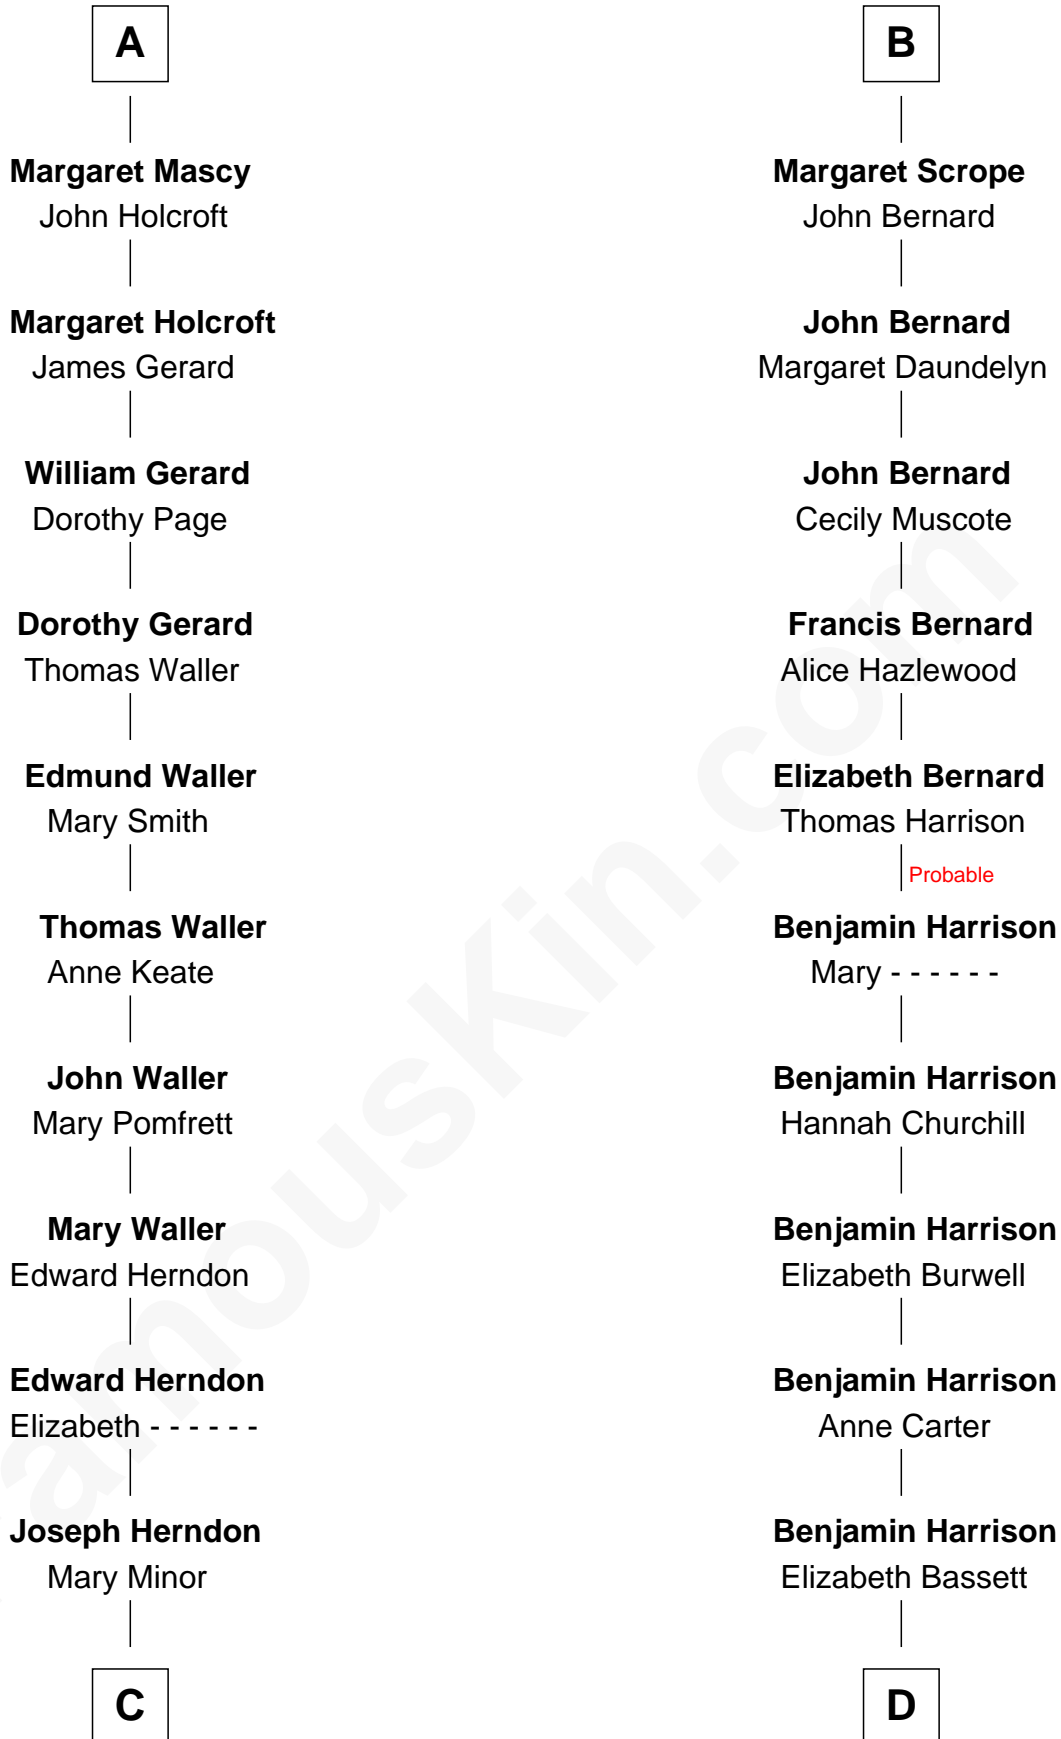 A
Margaret Mascy
John Holcroft
Margaret Holcroft
James Gerard
William Gerard
Dorothy Page
Dorothy Gerard
Thomas Waller
Edmund Waller
Mary Smith
Thomas Waller
Anne Keate
John Waller
Mary Pomfrett
Mary Waller
Edward Herndon
Edward Herndon
Elizabeth - - - - - -
Joseph Herndon
Mary Minor
C
B
Margaret Scrope
John Bernard
John Bernard
Margaret Daundelyn
John Bernard
Cecily Muscote
Francis Bernard
Alice Hazlewood
Elizabeth Bernard
Thomas Harrison
Probable
Benjamin Harrison
Mary - - - - - -
Benjamin Harrison
Hannah Churchill
Benjamin Harrison
Elizabeth Burwell
Benjamin Harrison
Anne Carter
Benjamin Harrison
Elizabeth Bassett
D
amouskin.com